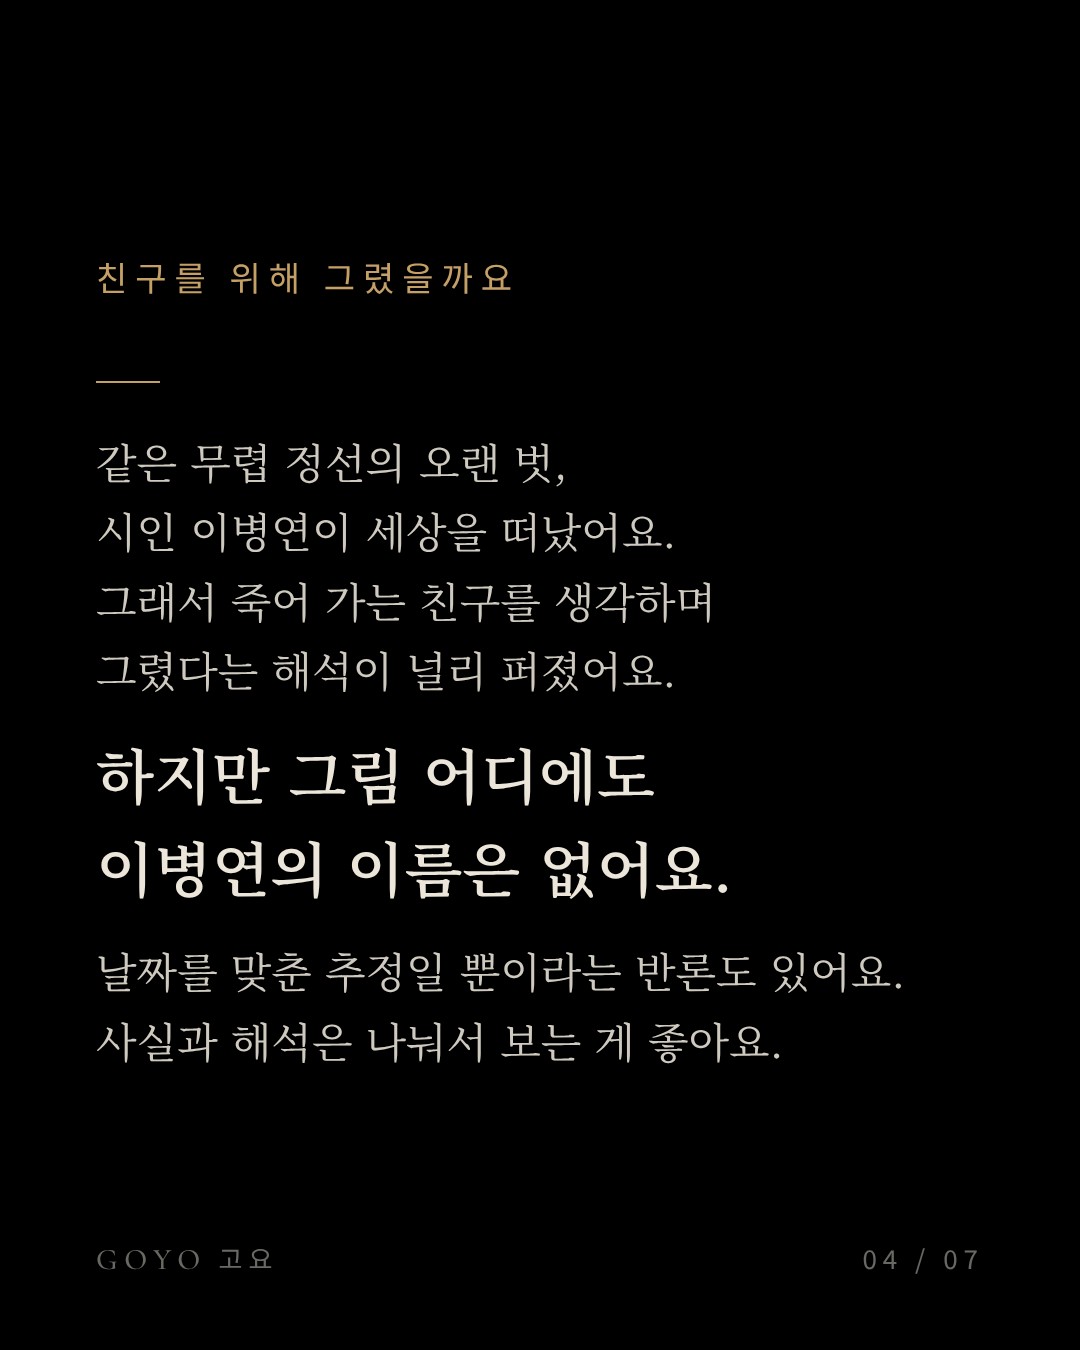 친구를 위해 그렸을까요
같은 무렵 정선의 오랜 벗,
시인 이병연이 세상을 떠났어요.
그래서 죽어 가는 친구를 생각하며
그렸다는 해석이 널리 퍼졌어요.
하지만 그림 어디에도
이병연의 이름은 없어요.
날짜를 맞춘 추정일 뿐이라는 반론도 있어요.
사실과 해석은 나눠서 보는 게 좋아요.
GOYO 고요
04 / 07